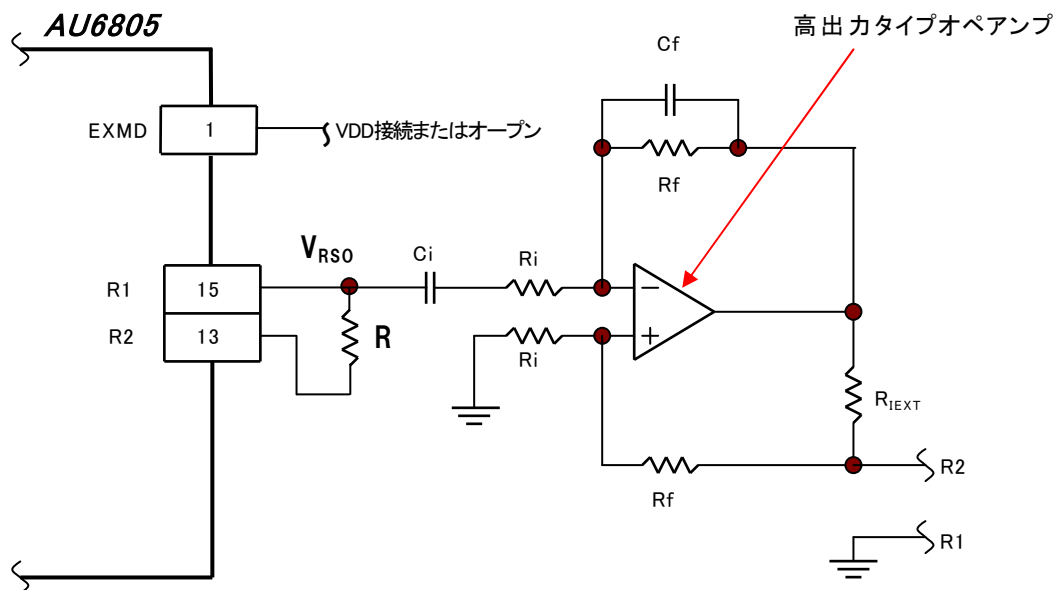 AU6805
高出力タイプオペアンプ
Cf
EXMD
1
VDD接続またはオープン
Rf
VRSO
Ci
Ri
R1
15
R2
13
R
Ri
RIEXT
Rf
R2
R1